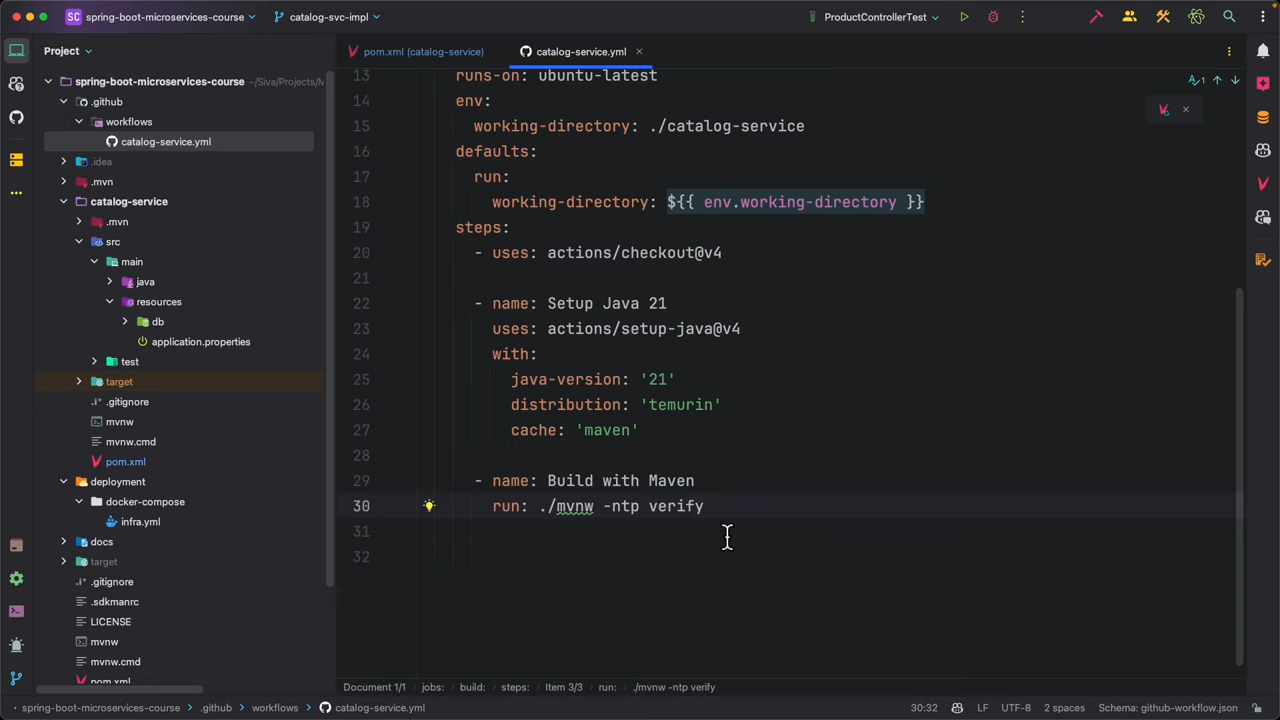 SC spring-boot-microservices-course
catalog-svc-impl
ProductControllerTest
Project
pom.xml (catalog-service)
catalog-service.yml
spring-boot-microservices-course ~/Siva/Projects/M
.github
workflows
catalog-service.yml
.idea
.mvn
catalog-service
.mvn
src
main
java
resources
db
application.properties
test
target
.gitignore
mvnw
mvnw.cmd
pom.xml
deployment
docker-compose
infra.yml
docs
target
.gitignore
.sdkmanrc
LICENSE
mvnw
mvnw.cmd
pom.xml
13 runs-on: ubuntu-latest
14 env:
15 working-directory: ./catalog-service
16 defaults:
17 run:
18 working-directory: ${{ env.working-directory }}
19 steps:
20 - uses: actions/checkout@v4
21
22 - name: Setup Java 21
23 uses: actions/setup-java@v4
24 with:
25 java-version: '21'
26 distribution: 'temurin'
27 cache: 'maven'
28
29 - name: Build with Maven
30 run: ./mvnw -ntp verify
31
32
1
Document 1/1 jobs: build: steps: Item 3/3 run: ./mvnw -ntp verify
spring-boot-microservices-course .github workflows catalog-service.yml
30:32 LF UTF-8 2 spaces Schema: github-workflow.json